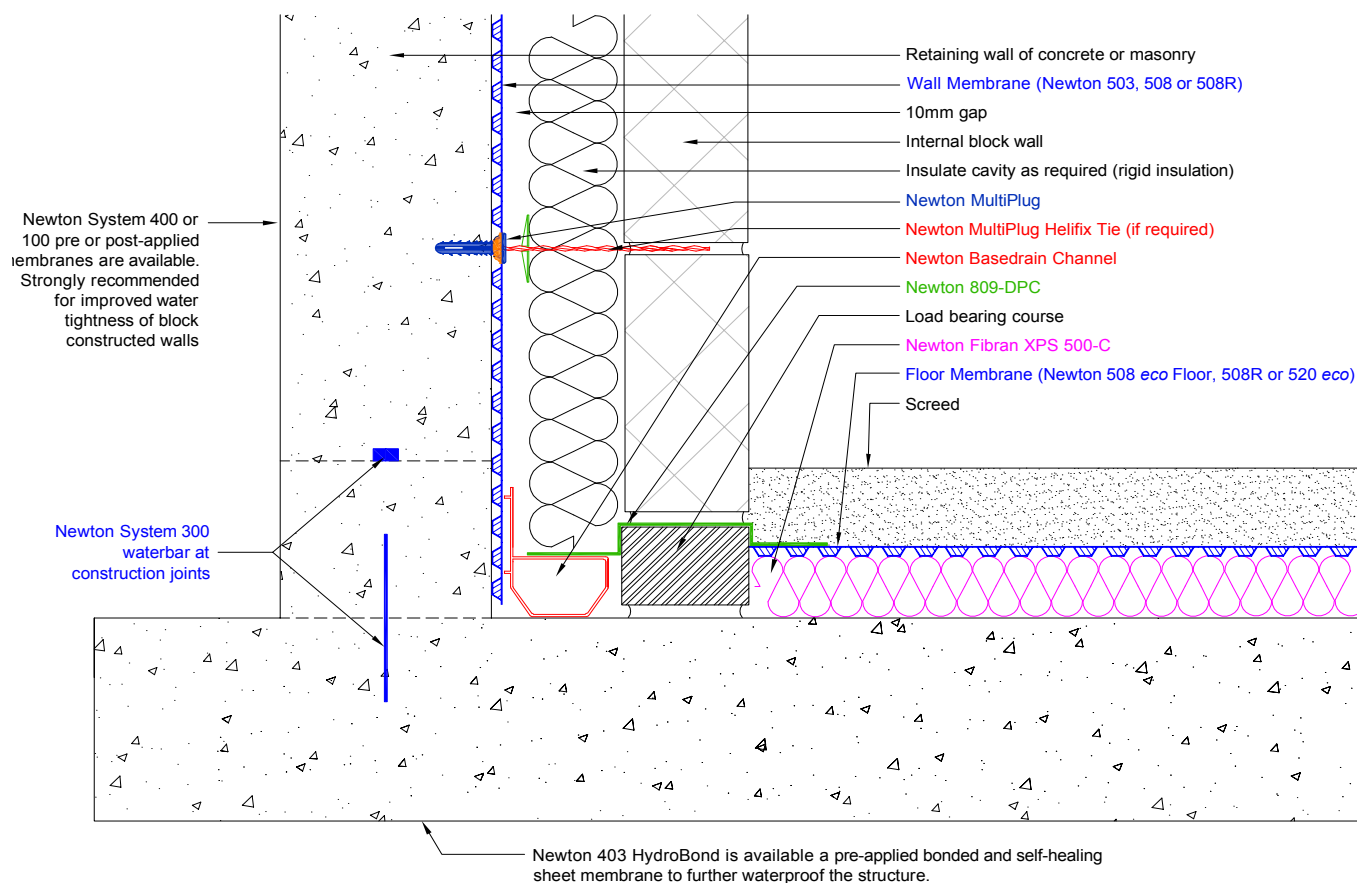 Retaining wall of concrete or masonry
Wall Membrane (Newton 503, 508 or 508R)
10mm gap
Internal block wall
Insulate cavity as required (rigid insulation)
Newton MultiPlug
Newton MultiPlug Helifix Tie (if required)
Newton Basedrain Channel
Newton 809-DPC
Load bearing course
Newton Fibran XPS 500-C
Floor Membrane (Newton 508 eco Floor, 508R or 520 eco)
Screed
Newton System 400 or
100 pre or post-applied
membranes are available.
Strongly recommended
for improved water
tightness of block
constructed walls
Newton System 300
waterbar at
construction joints
Newton 403 HydroBond is available a pre-applied bonded and self-healing
sheet membrane to further waterproof the structure.